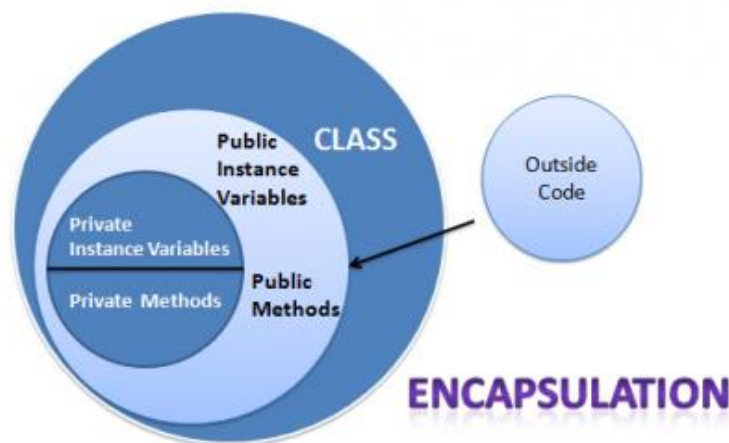 CLASS
Public
Instance
Variables
Private
Instance Variables
Private Methods
Public
Methods
Outside
Code
ENCAPSULATION